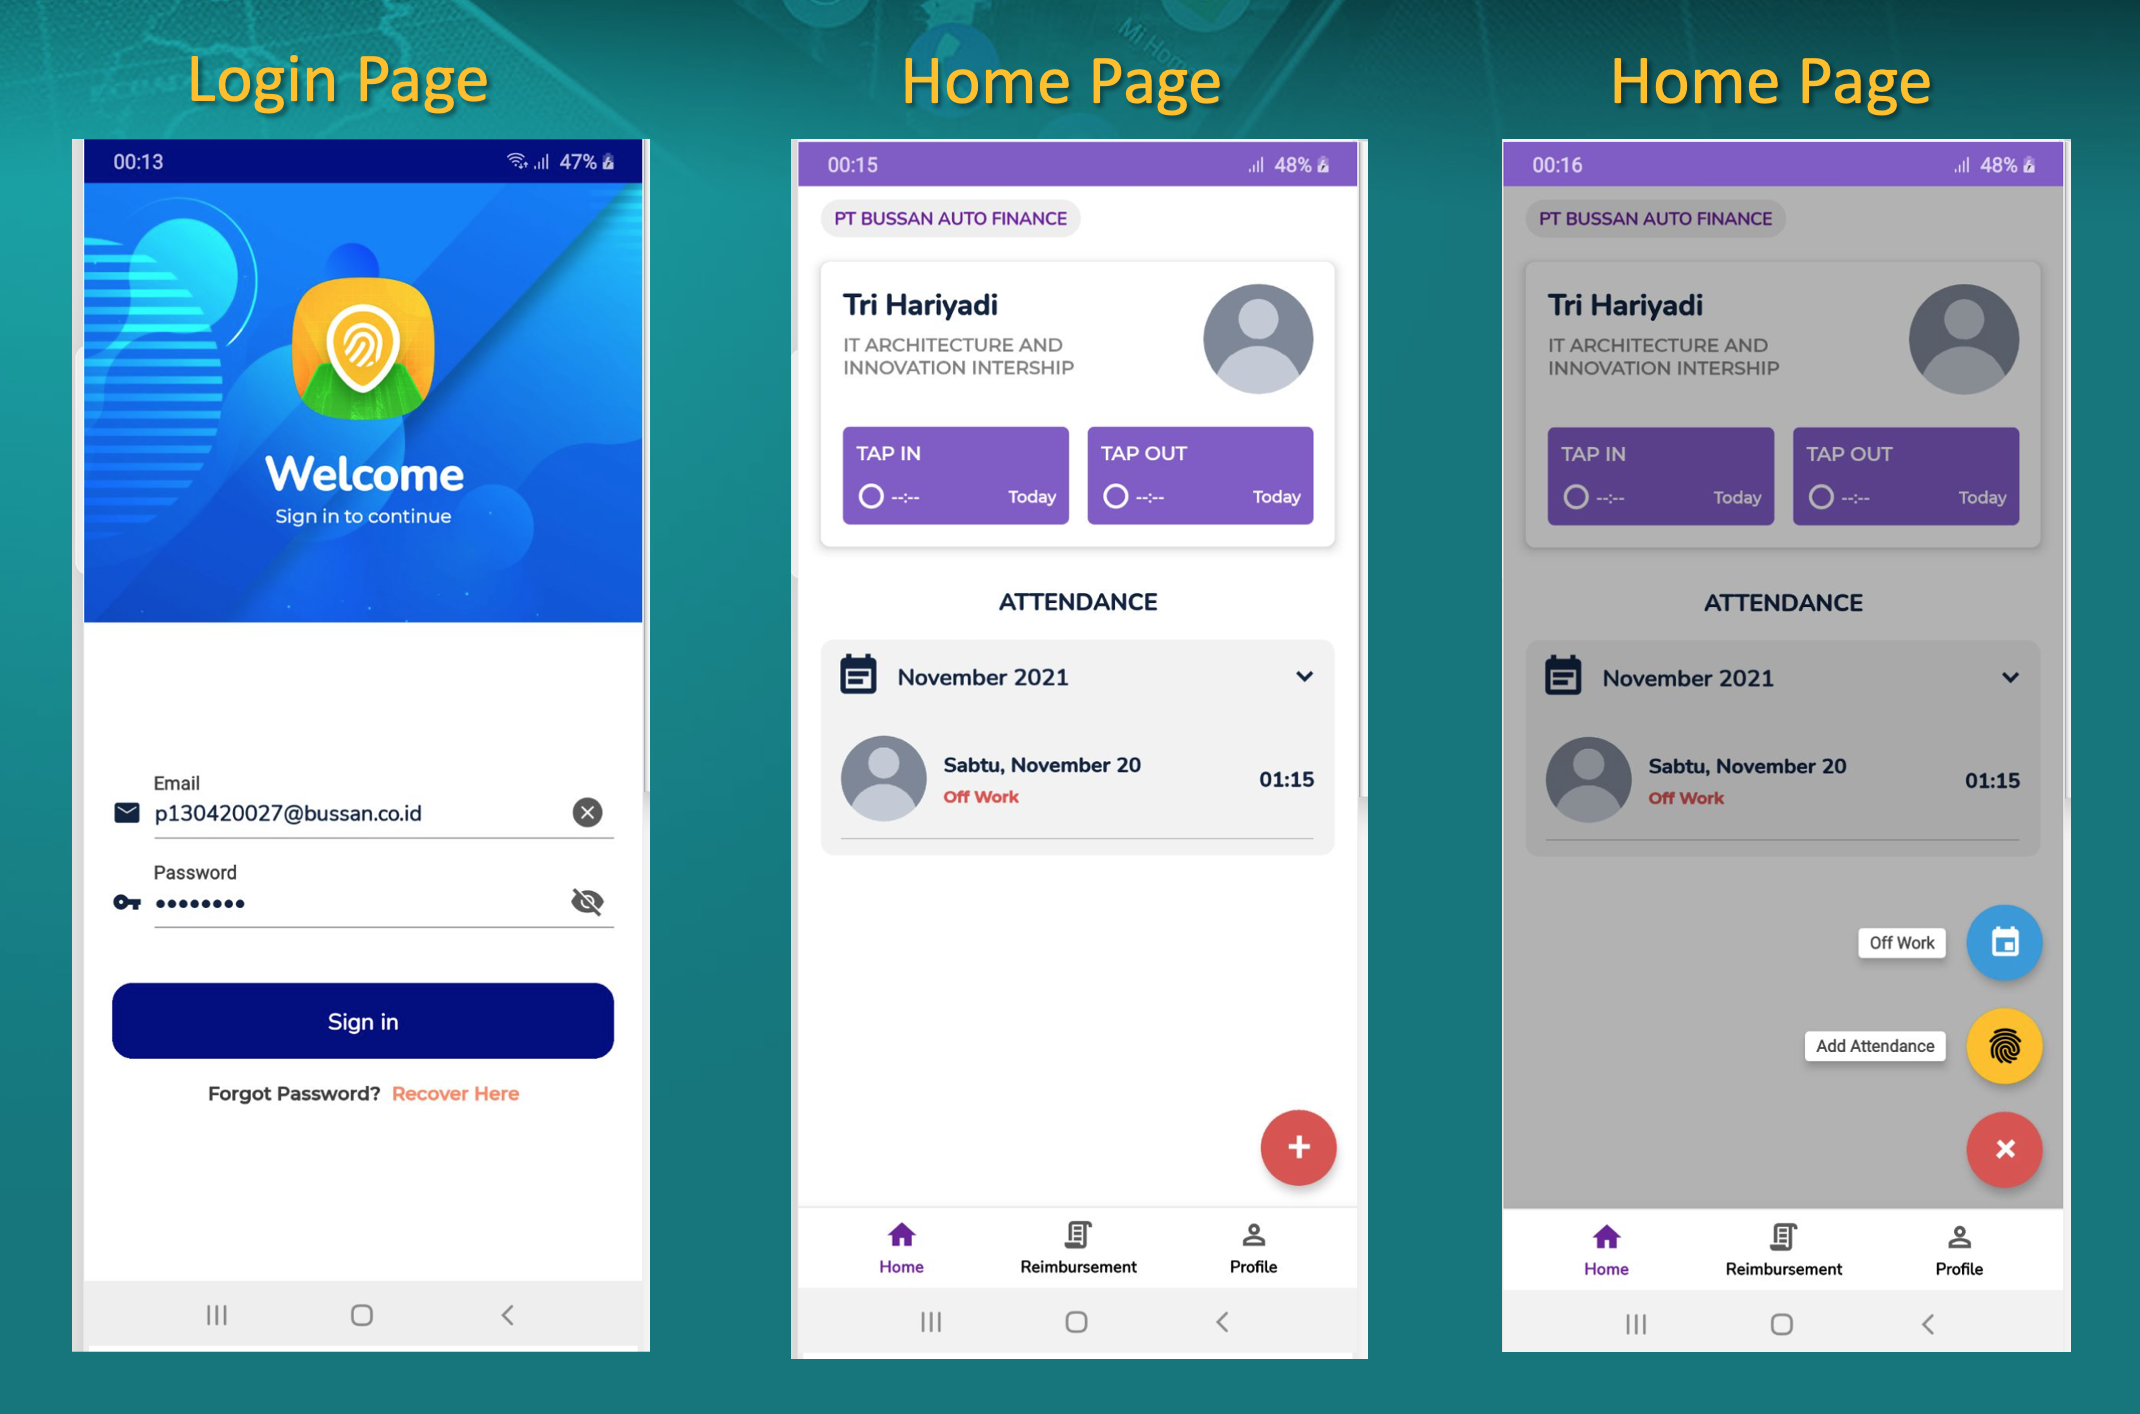 Login Page
00:13
47%
Welcome
Sign in to continue
Email
p130420027@bussan.co.id
Password
Sign in
Forgot Password? Recover Here
Home Page
00:15
48%
PT BUSSAN AUTO FINANCE
Tri Hariyadi
IT ARCHITECTURE AND
INNOVATION INTERSHIP
TAP IN
--:-- Today
TAP OUT
--:-- Today
ATTENDANCE
November 2021
Sabtu, November 20
Off Work
01:15
Home
Reimbursement
Profile
Home Page
00:16
48%
PT BUSSAN AUTO FINANCE
Tri Hariyadi
IT ARCHITECTURE AND
INNOVATION INTERSHIP
TAP IN
--:-- Today
TAP OUT
--:-- Today
ATTENDANCE
November 2021
Sabtu, November 20
Off Work
01:15
Off Work
Add Attendance
Home
Reimbursement
Profile
Mi Home